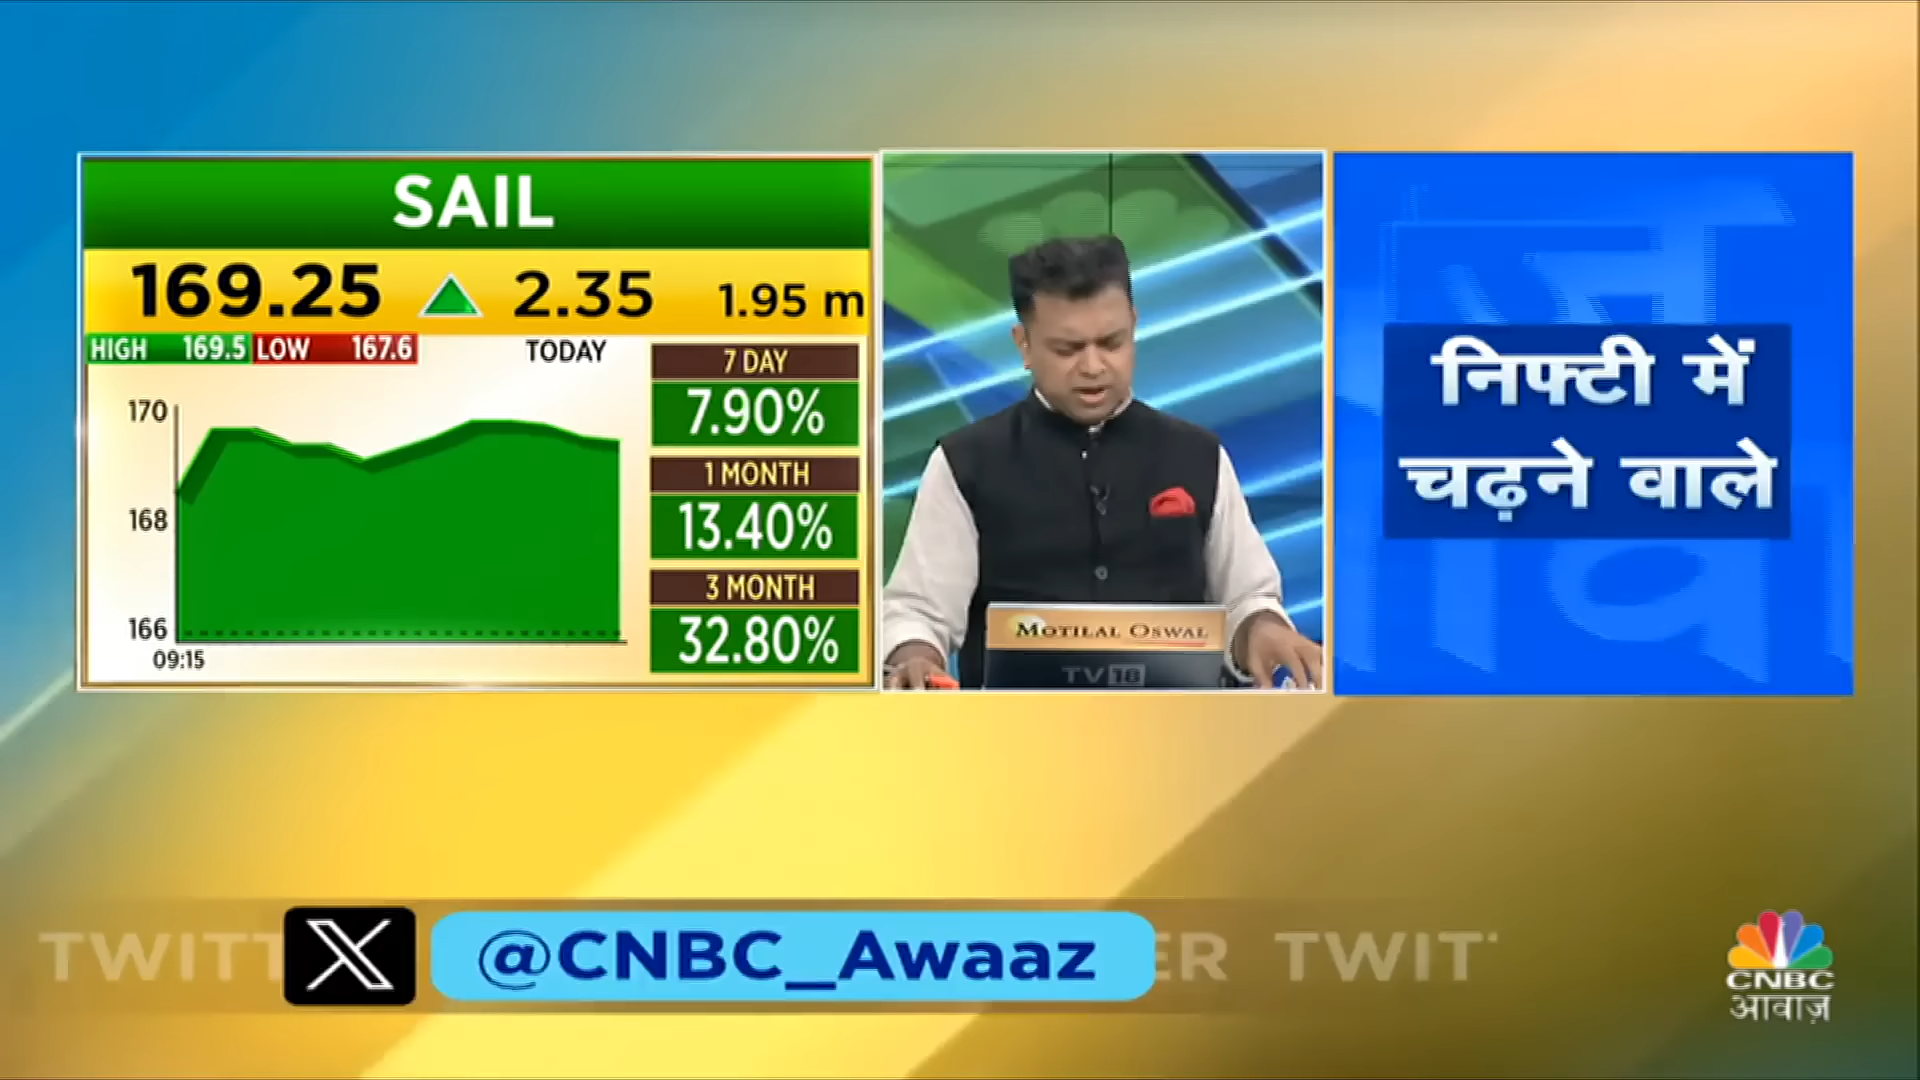 SAIL
169.25 ▲ 2.35 1.95 m
HIGH 169.5 LOW 167.6 TODAY
170
168
166
09:15
7 DAY
7.90%
1 MONTH
13.40%
3 MONTH
32.80%
MOTILAL OSWAL
TV18
निफ्टी में
चढ़ने वाले
TWITT
X
@CNBC_Awaaz
ER TWIT
CNBC
आवाज़